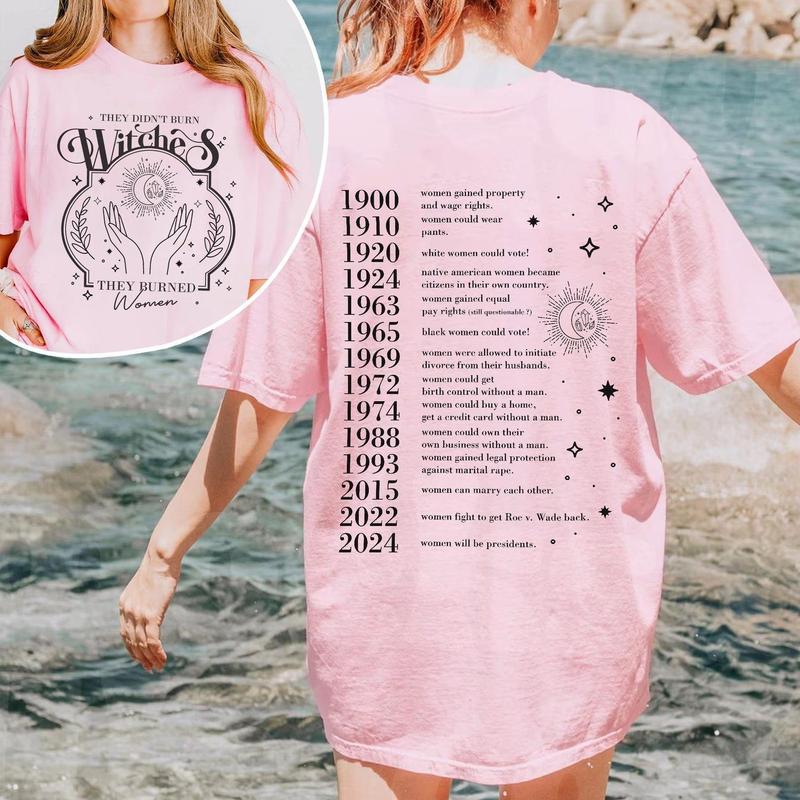 THEY DIDN'T BURN
Witches
THEY BURNED
Women
1900 women gained property
and wage rights.
1910 women could wear
pants.
1920 white women could vote!
1924 native american women became
citizens in their own country.
1963 women gained equal
pay rights (still questionable ?)
1965 black women could vote!
1969 women were allowed to initiate
divorce from their husbands.
1972 women could get
birth control without a man.
1974 women could buy a home,
get a credit card without a man.
1988 women could own their
own business without a man.
1993 women gained legal protection
against marital rape.
2015 women can marry each other.
2022 women fight to get Roe v. Wade back.
2024 women will be presidents.